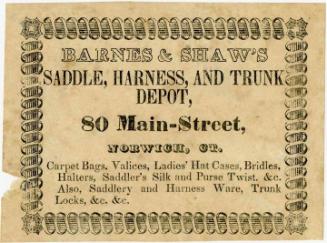 BARNES & SHAW'S
SADDLE, HARNESS, AND TRUNK
DEPOT,
80 Main-Street,
NORWICH, CT.
Carpet Bags, Valices, Ladies' Hat Cases, Bridles,
Halters, Saddler's Silk and Purse Twist, &c.
Also, Saddlery and Harness Ware, Trunk
Locks, &c. &c.